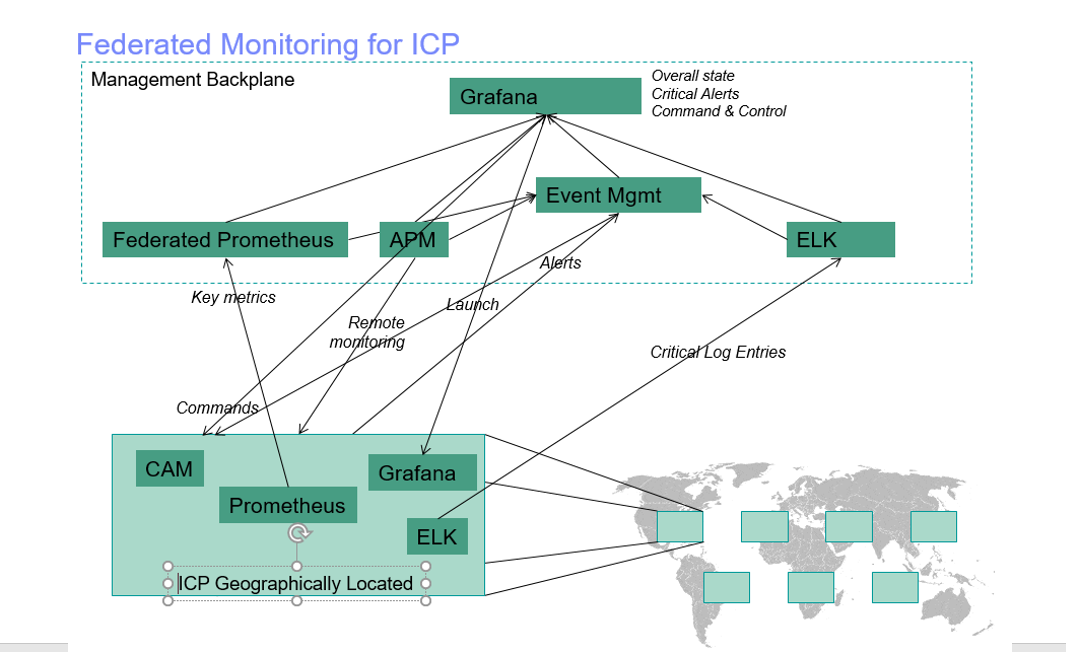 Federated Monitoring for ICP
Management Backplane
Grafana
Overall state
Critical Alerts
Command & Control
Event Mgmt
Federated Prometheus
APM
ELK
Alerts
Key metrics
Launch
Remote
monitoring
Critical Log Entries
Commands
CAM
Grafana
Prometheus
ELK
ICP Geographically Located